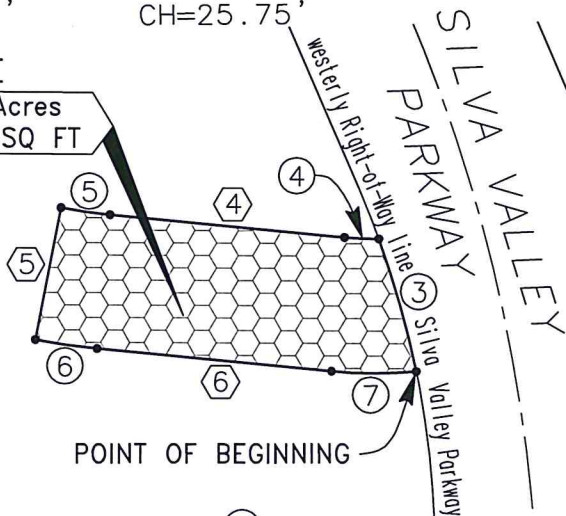 CH=25.75'
Acres
SQ FT
westerly Right-of-Way line Silva Valley Parkway
SILVA VALLEY
PARKWAY
5
4
4
5
3
6
6
7
POINT OF BEGINNING